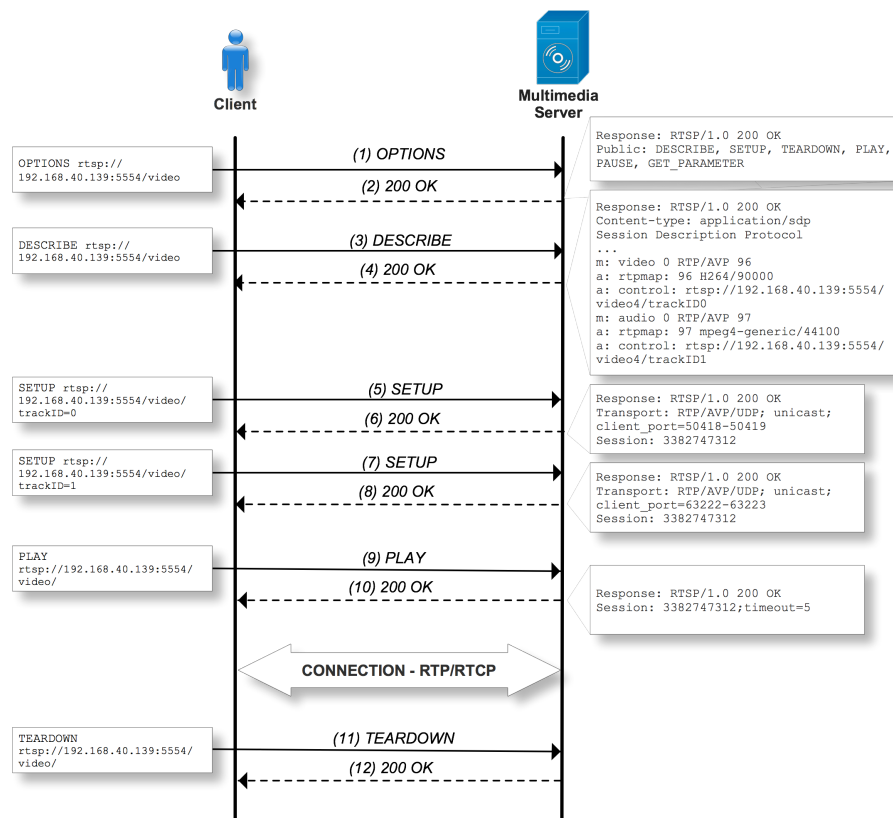 Client
Multimedia
Server
OPTIONS rtsp://
192.168.40.139:5554/video
(1) OPTIONS
Response: RTSP/1.0 200 OK
Public: DESCRIBE, SETUP, TEARDOWN, PLAY,
PAUSE, GET_PARAMETER
(2) 200 OK
DESCRIBE rtsp://
192.168.40.139:5554/video
(3) DESCRIBE
(4) 200 OK
Response: RTSP/1.0 200 OK
Content-type: application/sdp
Session Description Protocol
...
m: video 0 RTP/AVP 96
a: rtpmap: 96 H264/90000
a: control: rtsp://192.168.40.139:5554/
video4/trackID0
m: audio 0 RTP/AVP 97
a: rtpmap: 97 mpeg4-generic/44100
a: control: rtsp://192.168.40.139:5554/
video4/trackID1
SETUP rtsp://
192.168.40.139:5554/video/
trackID=0
(5) SETUP
(6) 200 OK
Response: RTSP/1.0 200 OK
Transport: RTP/AVP/UDP; unicast;
client_port=50418-50419
Session: 3382747312
SETUP rtsp://
192.168.40.139:5554/video/
trackID=1
(7) SETUP
(8) 200 OK
Response: RTSP/1.0 200 OK
Transport: RTP/AVP/UDP; unicast;
client_port=63222-63223
Session: 3382747312
PLAY
rtsp://192.168.40.139:5554/
video/
(9) PLAY
(10) 200 OK
Response: RTSP/1.0 200 OK
Session: 3382747312;timeout=5
CONNECTION - RTP/RTCP
TEARDOWN
rtsp://192.168.40.139:5554/
video/
(11) TEARDOWN
(12) 200 OK